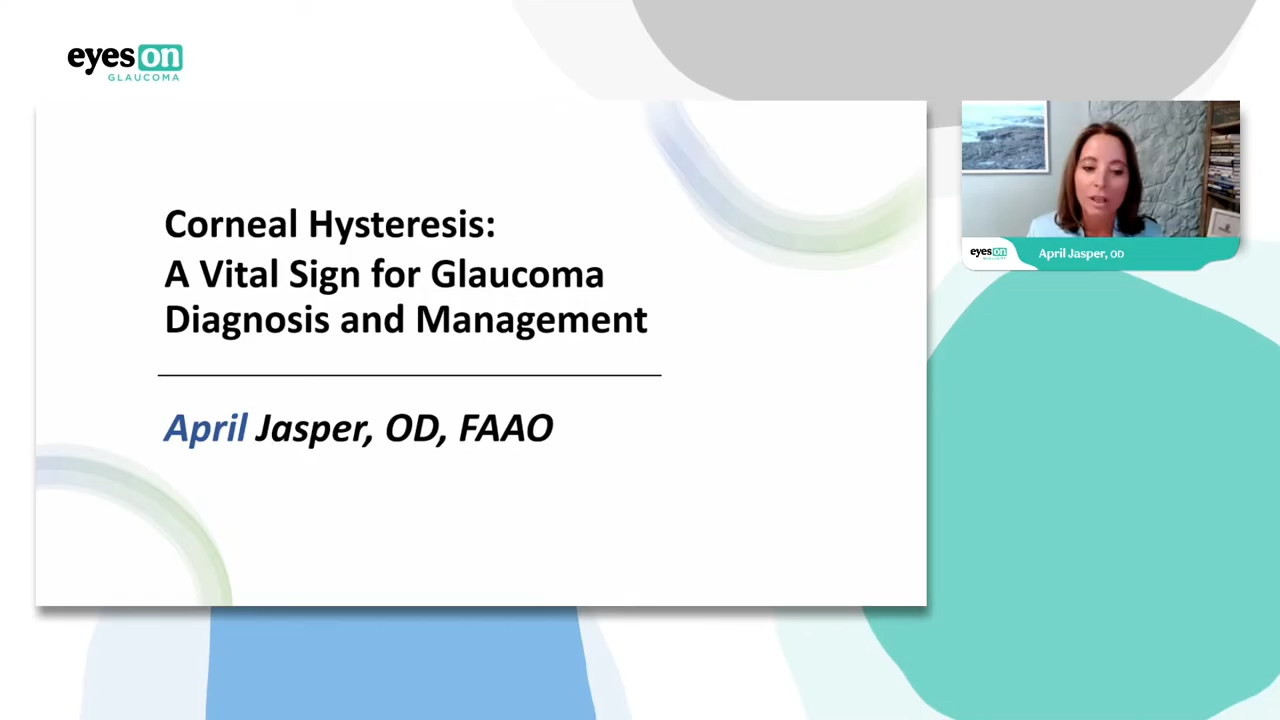 eyes on
GLAUCOMA
Corneal Hysteresis:
A Vital Sign for Glaucoma
Diagnosis and Management
April Jasper, OD, FAAO
eyes on
April Jasper, OD